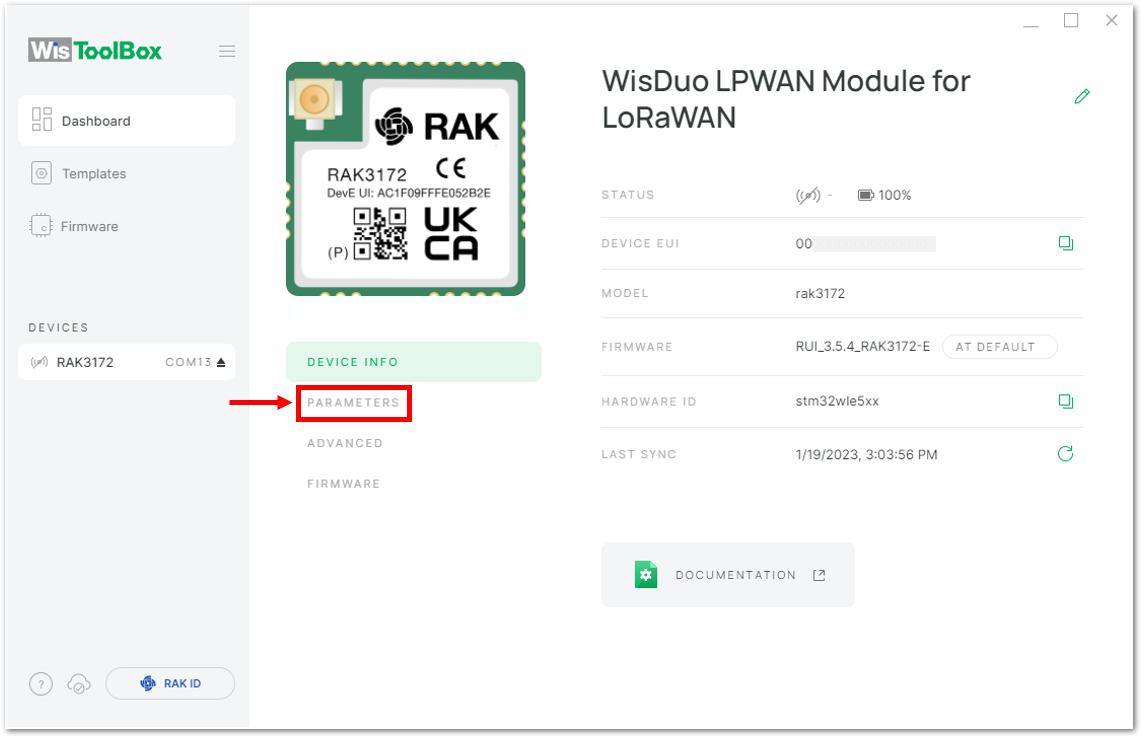 WisToolBox
Dashboard
Templates
Firmware
DEVICES
RAK3172 COM13
RAK ID
RAK
RAK3172
DevE UI: AC1F09FFFE052B2E
(P)
UK
CA
DEVICE INFO
PARAMETERS
ADVANCED
FIRMWARE
WisDuo LPWAN Module for
LoRaWAN
STATUS - 100%
DEVICE EUI 00
MODEL rak3172
FIRMWARE RUI_3.5.4_RAK3172-E AT DEFAULT
HARDWARE ID stm32wle5xx
LAST SYNC 1/19/2023, 3:03:56 PM
DOCUMENTATION